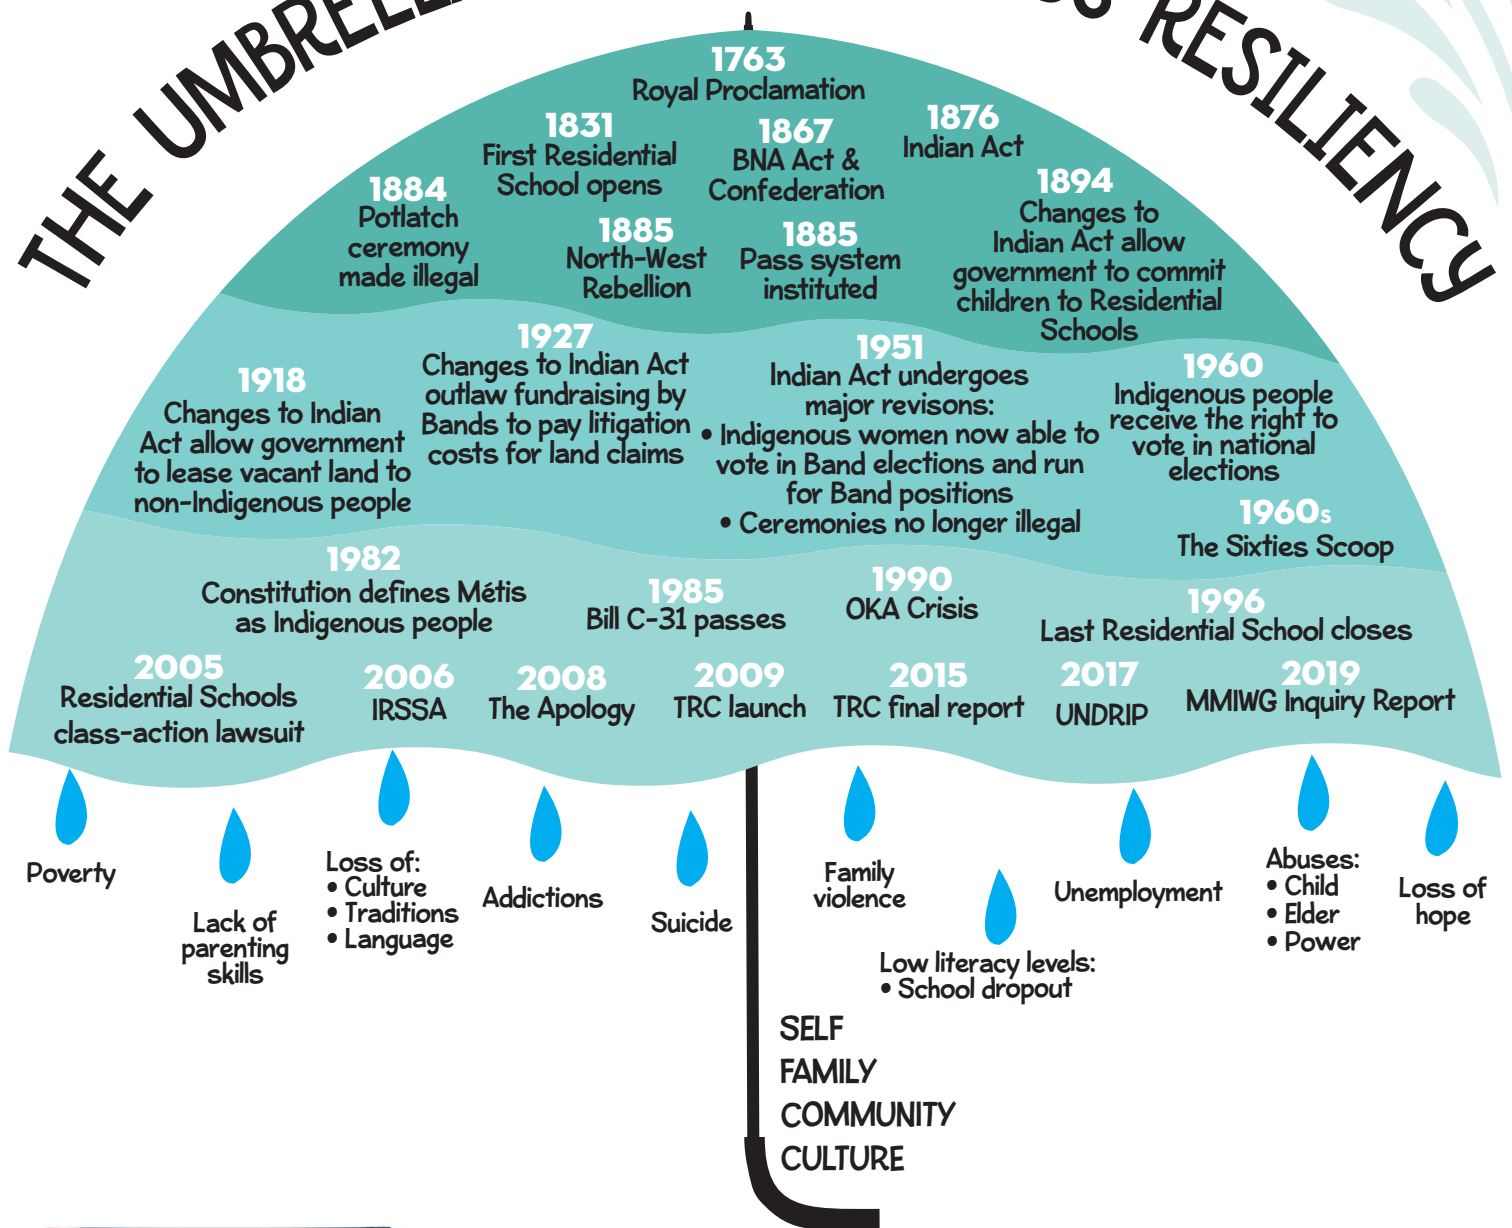 THE
RESILIENCY
1763
Royal Proclamation
1831
First Residential
School opens
1867
BNA Act &
Confederation
1876
Indian Act
1884
Potlatch
ceremony
made illegal
1885
North-West
Rebellion
1885
Pass system
instituted
1894
Changes to
Indian Act allow
government to commit
children to Residential
Schools
1918
Changes to Indian
Act allow government
to lease vacant land to
non-Indigenous people
1927
Changes to Indian Act
outlaw fundraising by
Bands to pay litigation
costs for land claims
1951
Indian Act undergoes
major revisons:
• Indigenous women now able to
vote in Band elections and run
for Band positions
• Ceremonies no longer illegal
1960
Indigenous people
receive the right to
vote in national
elections
1960s
The Sixties Scoop
1982
Constitution defines Métis
as Indigenous people
1985
Bill C-31 passes
1990
OKA Crisis
1996
Last Residential School closes
2005
Residential Schools
class-action lawsuit
2006
IRSSA
2008
The Apology
2009
TRC launch
2015
TRC final report
2017
UNDRIP
2019
MMIWG Inquiry Report
Poverty
Lack of
parenting
skills
Loss of:
• Culture
• Traditions
• Language
Addictions
Suicide
Family
violence
Low literacy levels:
• School dropout
Unemployment
Abuses:
• Child
• Elder
• Power
Loss of
hope
SELF
FAMILY
COMMUNITY
CULTURE